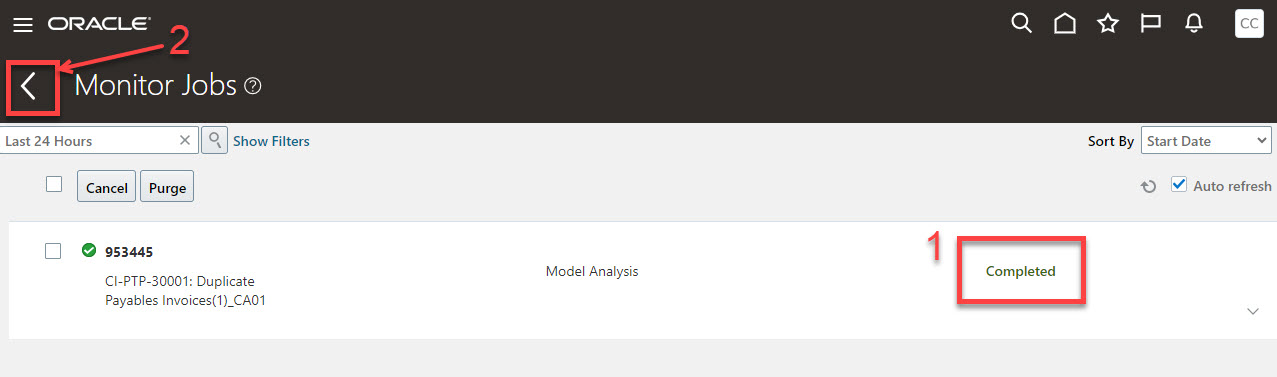 ORACLE
CC
2
Monitor Jobs
Last 24 Hours
Show Filters
Sort By
Start Date
Cancel
Purge
Auto refresh
953445
CI-PTP-30001: Duplicate
Payables Invoices(1)_CA01
Model Analysis
1
Completed